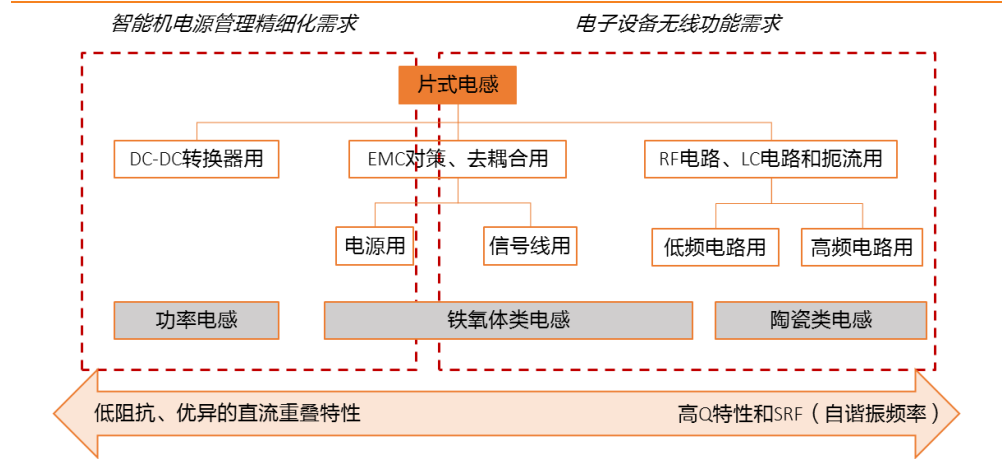 智能机电源管理精细化需求
电子设备无线功能需求
片式电感
DC-DC转换器用
EMC对策、去耦合用
RF电路、LC电路和扼流用
电源用
信号线用
低频电路用
高频电路用
功率电感
铁氧体类电感
陶瓷类电感
低阻抗、优异的直流重叠特性
高Q特性和SRF（自谐振频率）